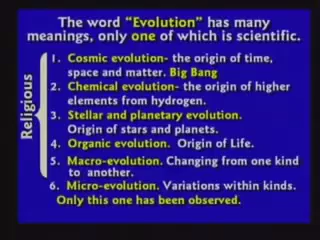 The word "Evolution" has many
meanings, only one of which is scientific.
Religious
1. Cosmic evolution- the origin of time,
space and matter. Big Bang
2. Chemical evolution- the origin of higher
elements from hydrogen.
3. Stellar and planetary evolution.
Origin of stars and planets.
4. Organic evolution. Origin of Life.
5. Macro-evolution. Changing from one kind
to another.
6. Micro-evolution. Variations within kinds.
Only this one has been observed.